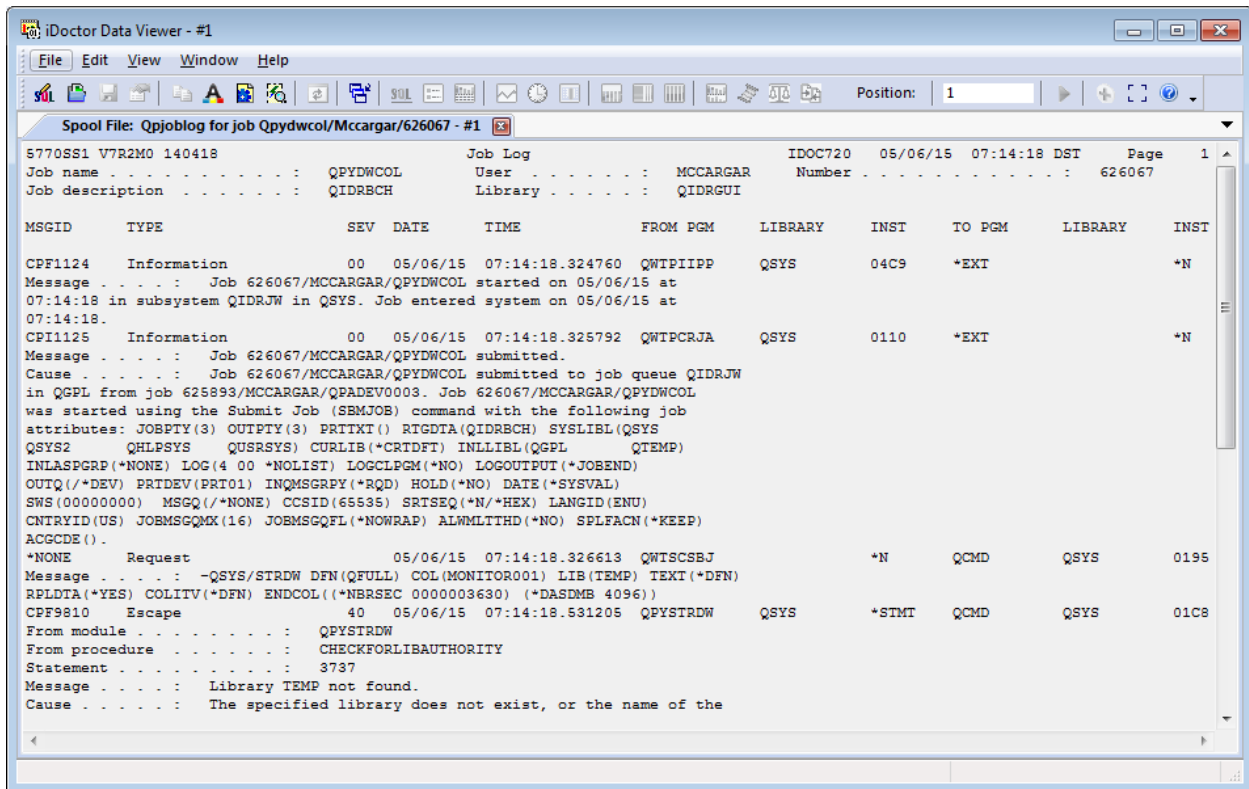 iDoctor Data Viewer - #1
File Edit View Window Help
SQL Position: 1
Spool File: Qpjoblog for job Qpydwcol/Mccargar/626067 - #1
5770SS1 V7R2M0 140418 Job Log IDOC720 05/06/15 07:14:18 DST Page 1
Job name . . . . . . . . . . : QPYDWCOL User . . . . . . : MCCARGAR Number . . . . . . . . . . . : 626067
Job description . . . . . . : QIDRBCH Library . . . . . : QIDRGUI
MSGID TYPE SEV DATE TIME FROM PGM LIBRARY INST TO PGM LIBRARY INST
CPF1124 Information 00 05/06/15 07:14:18.324760 QWTPIIPP QSYS 04C9 *EXT *N
Message . . . . : Job 626067/MCCARGAR/QPYDWCOL started on 05/06/15 at
07:14:18 in subsystem QIDRJW in QSYS. Job entered system on 05/06/15 at
07:14:18.
CPI1125 Information 00 05/06/15 07:14:18.325792 QWTPCRJA QSYS 0110 *EXT *N
Message . . . . : Job 626067/MCCARGAR/QPYDWCOL submitted.
Cause . . . . . : Job 626067/MCCARGAR/QPYDWCOL submitted to job queue QIDRJW
in QGPL from job 625893/MCCARGAR/QPADEV0003. Job 626067/MCCARGAR/QPYDWCOL
was started using the Submit Job (SBMJOB) command with the following job
attributes: JOBPTY(3) OUTPTY(3) PRTTXT() RTGDTA(QIDRBCH) SYSLIBL(QSYS
QSYS2 QHLPSYS QUSRSYS) CURLIB(*CRTDFT) INLLIBL(QGPL QTEMP)
INLASPGRP(*NONE) LOG(4 00 *NOLIST) LOGCLPGM(*NO) LOGOUTPUT(*JOBEND)
OUTQ(/*DEV) PRTDEV(PRT01) INQMSGRPY(*RQD) HOLD(*NO) DATE(*SYSVAL)
SWS(00000000) MSGQ(/*NONE) CCSID(65535) SRTSEQ(*N/*HEX) LANGID(ENU)
CNTRYID(US) JOBMSGQMX(16) JOBMSGQFL(*NOWRAP) ALWMLTTHD(*NO) SPLFACN(*KEEP)
ACGCDE().
*NONE Request 05/06/15 07:14:18.326613 QWTSCSBJ *N QCMD QSYS 0195
Message . . . . : -QSYS/STRDW DFN(QFULL) COL(MONITOR001) LIB(TEMP) TEXT(*DFN)
RPLDTA(*YES) COLITV(*DFN) ENDCOL((*NBRSEC 0000003630) (*DASDMB 4096))
CPF9810 Escape 40 05/06/15 07:14:18.531205 QPYSTRDW QSYS *STMT QCMD QSYS 01C8
From module . . . . . . . . : QPYSTRDW
From procedure . . . . . . : CHECKFORLIBAUTHORITY
Statement . . . . . . . . . : 3737
Message . . . . : Library TEMP not found.
Cause . . . . . : The specified library does not exist, or the name of the